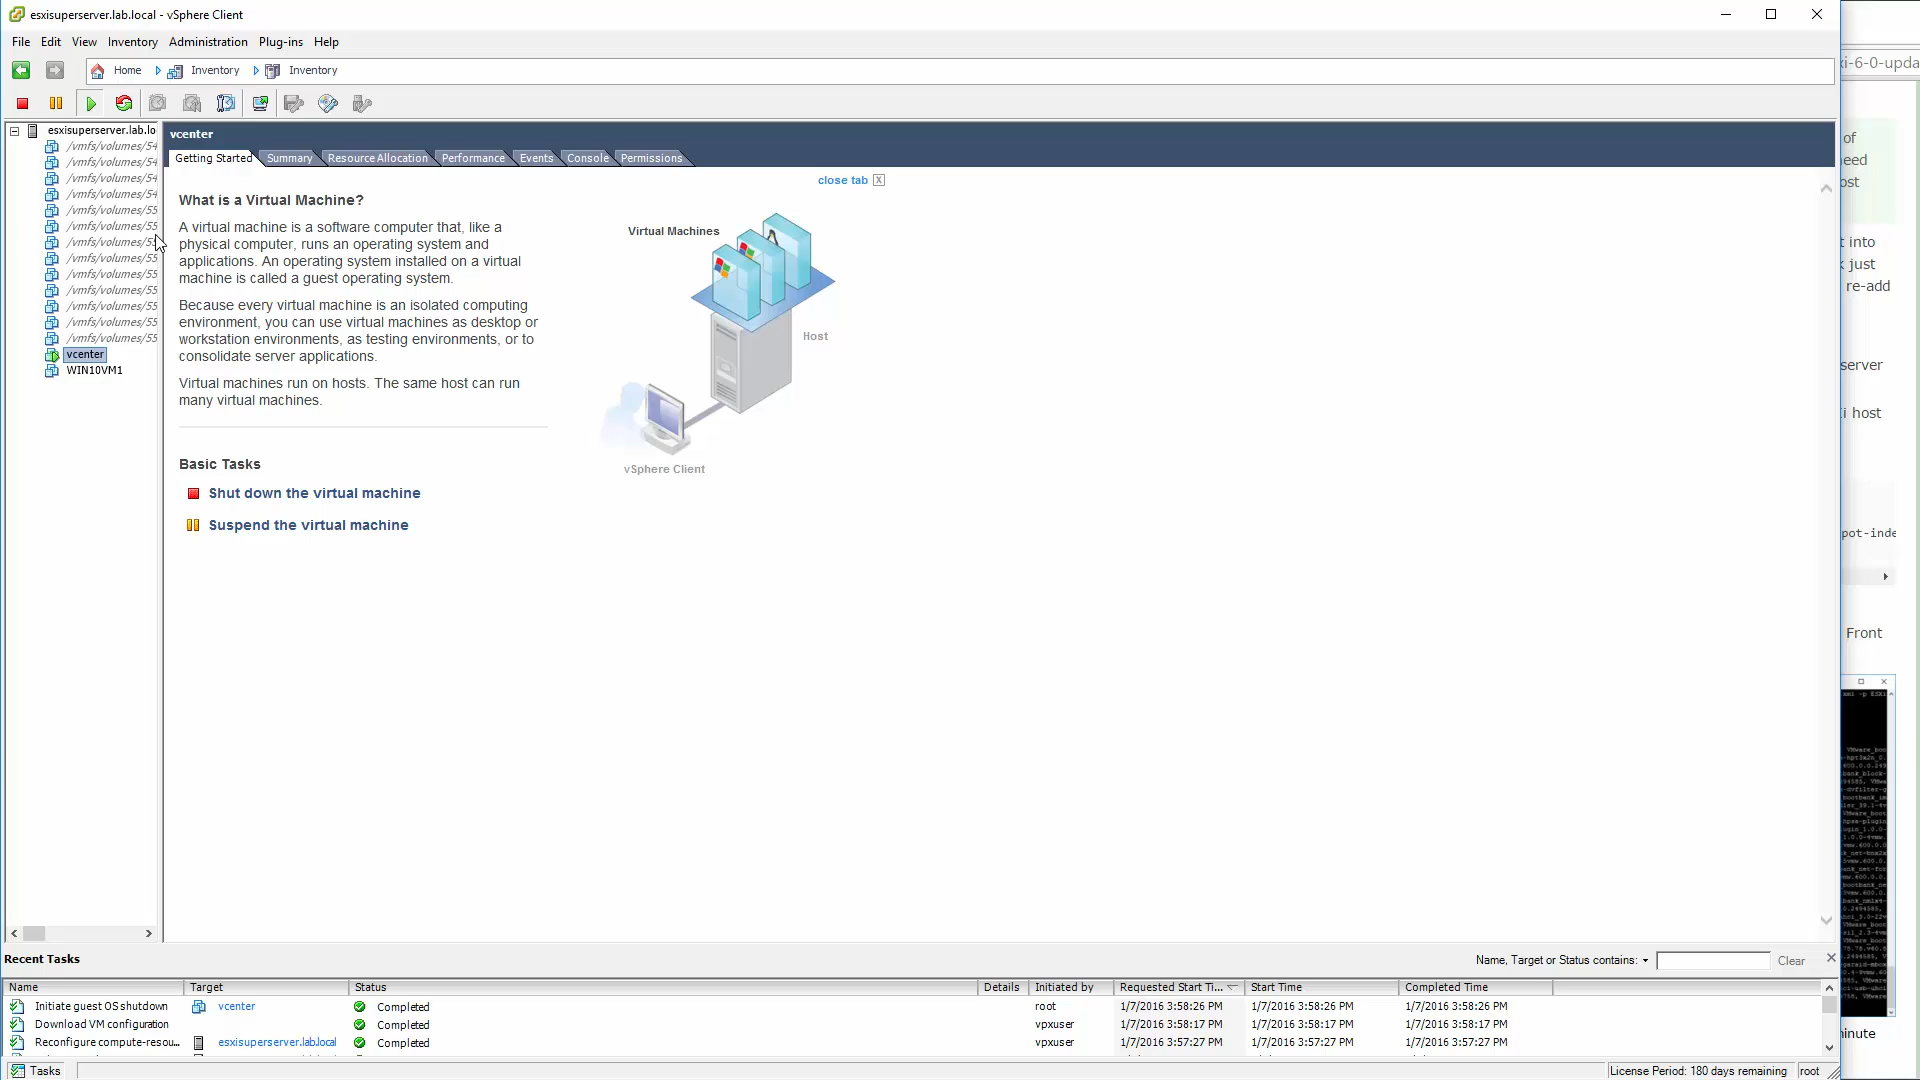 esxisuperserver.lab.local - vSphere Client
File Edit View Inventory Administration Plug-ins Help
Home Inventory Inventory
esxisuperserver.lab.lo
/vmfs/volumes/54
/vmfs/volumes/54
/vmfs/volumes/54
/vmfs/volumes/54
/vmfs/volumes/55
/vmfs/volumes/55
/vmfs/volumes/55
/vmfs/volumes/55
/vmfs/volumes/55
/vmfs/volumes/55
/vmfs/volumes/55
/vmfs/volumes/55
/vmfs/volumes/55
vcenter
WIN10VM1
vcenter
Getting Started Summary Resource Allocation Performance Events Console Permissions
close tab X
What is a Virtual Machine?
A virtual machine is a software computer that, like a
physical computer, runs an operating system and
applications. An operating system installed on a virtual
machine is called a guest operating system.
Because every virtual machine is an isolated computing
environment, you can use virtual machines as desktop or
workstation environments, as testing environments, or to
consolidate server applications.
Virtual machines run on hosts. The same host can run
many virtual machines.
Basic Tasks
Shut down the virtual machine
Suspend the virtual machine
Virtual Machines
Host
vSphere Client
Recent Tasks
Name, Target or Status contains: Clear
Name Target Status Details Initiated by Requested Start Ti... Start Time Completed Time
Initiate guest OS shutdown vcenter Completed root 1/7/2016 3:58:26 PM 1/7/2016 3:58:26 PM 1/7/2016 3:58:26 PM
Download VM configuration Completed vpxuser 1/7/2016 3:58:17 PM 1/7/2016 3:58:17 PM 1/7/2016 3:58:17 PM
Reconfigure compute-resou... esxisuperserver.lab.local Completed vpxuser 1/7/2016 3:57:27 PM 1/7/2016 3:57:27 PM 1/7/2016 3:57:27 PM
Tasks
License Period: 180 days remaining root
xi-6-0-upda
of
need
ost
t into
k just
re-add
server
i host
pot-inde
Front
minute